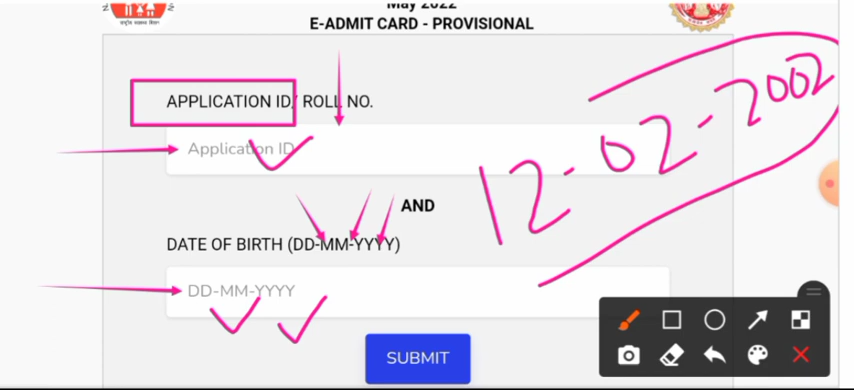 May 2022
E-ADMIT CARD - PROVISIONAL
APPLICATION ID/ ROLL NO.
Application ID
12-02-2002
AND
DATE OF BIRTH (DD-MM-YYYY)
DD-MM-YYYY
SUBMIT